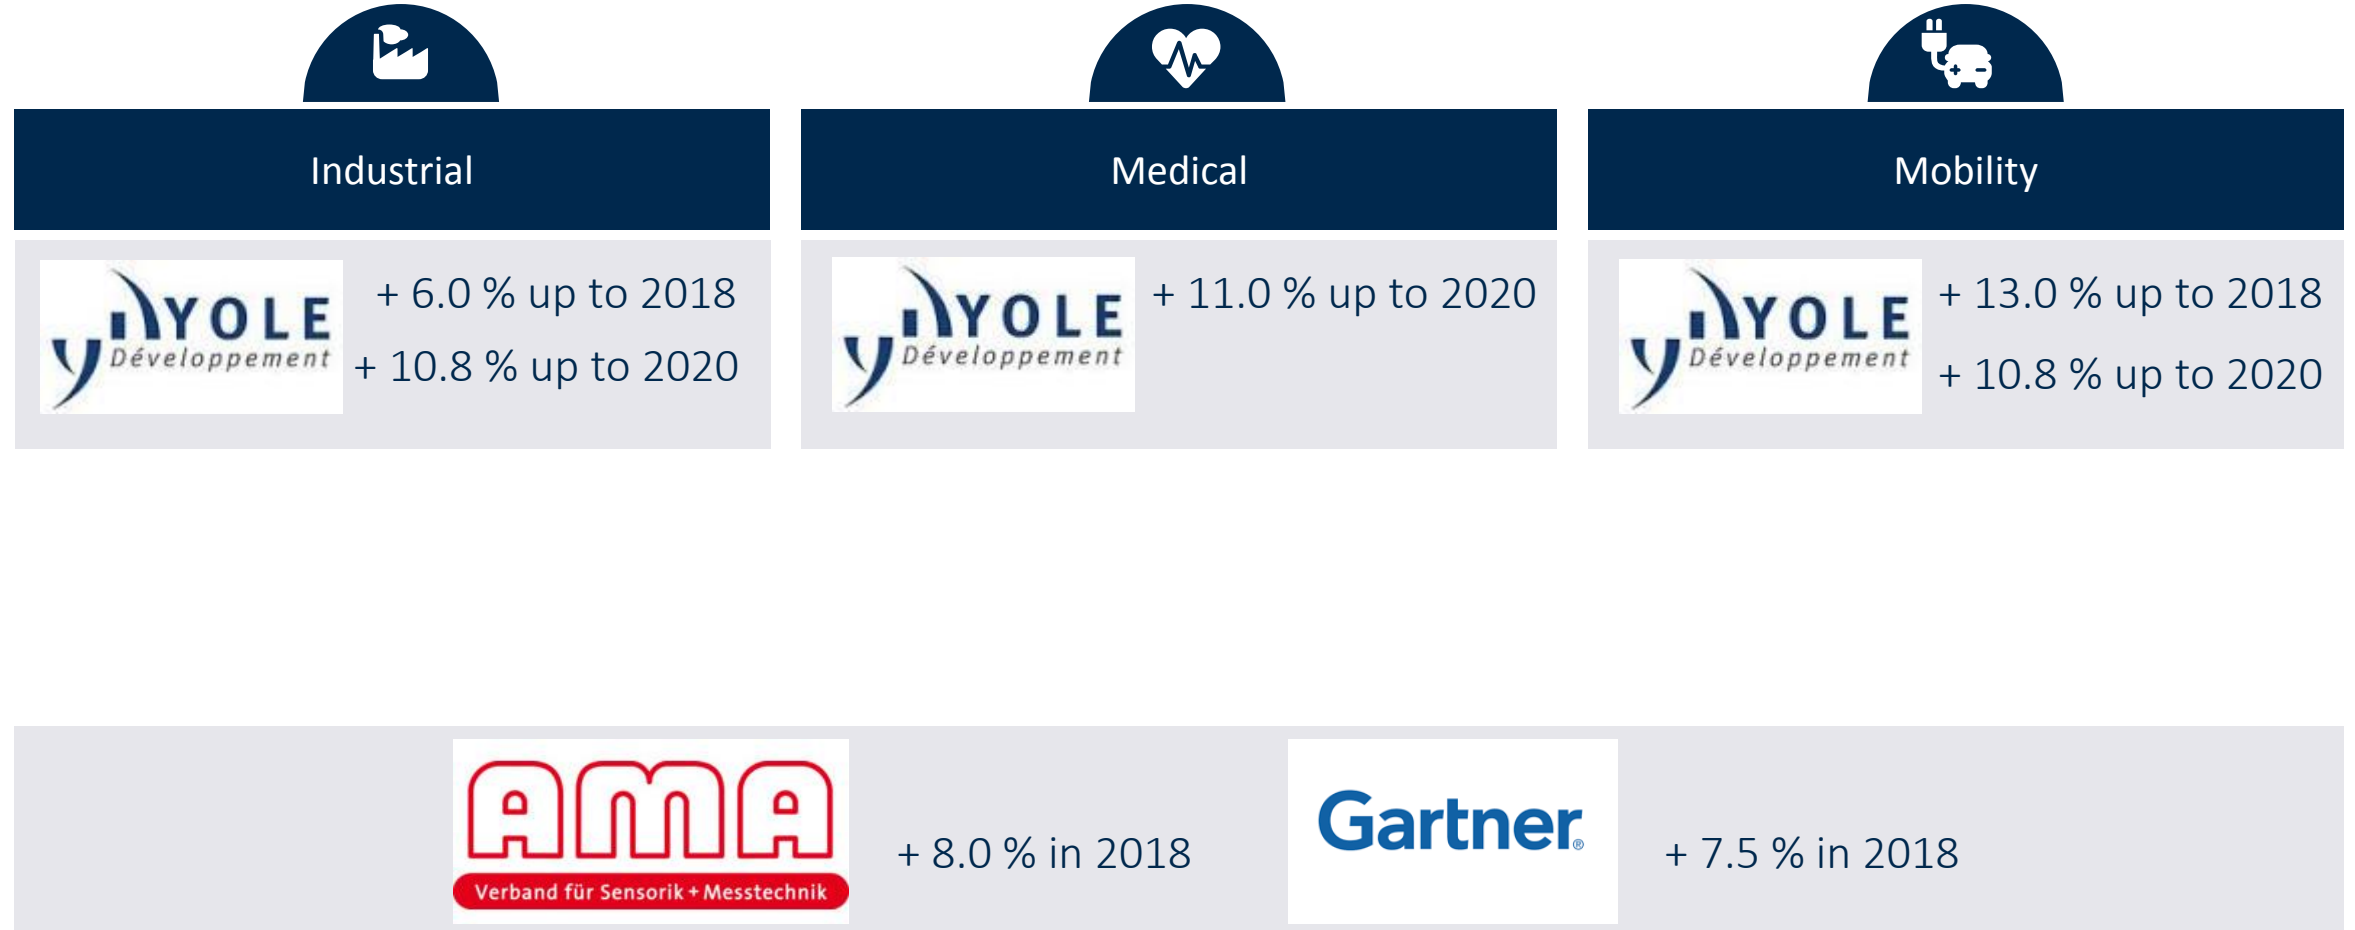 Industrial
Medical
Mobility
YOLE
Développement
+ 6.0 % up to 2018
+ 10.8 % up to 2020
YOLE
Développement
+ 11.0 % up to 2020
YOLE
Développement
+ 13.0 % up to 2018
+ 10.8 % up to 2020
AMA
Verband für Sensorik + Messtechnik
+ 8.0 % in 2018
Gartner®
+ 7.5 % in 2018